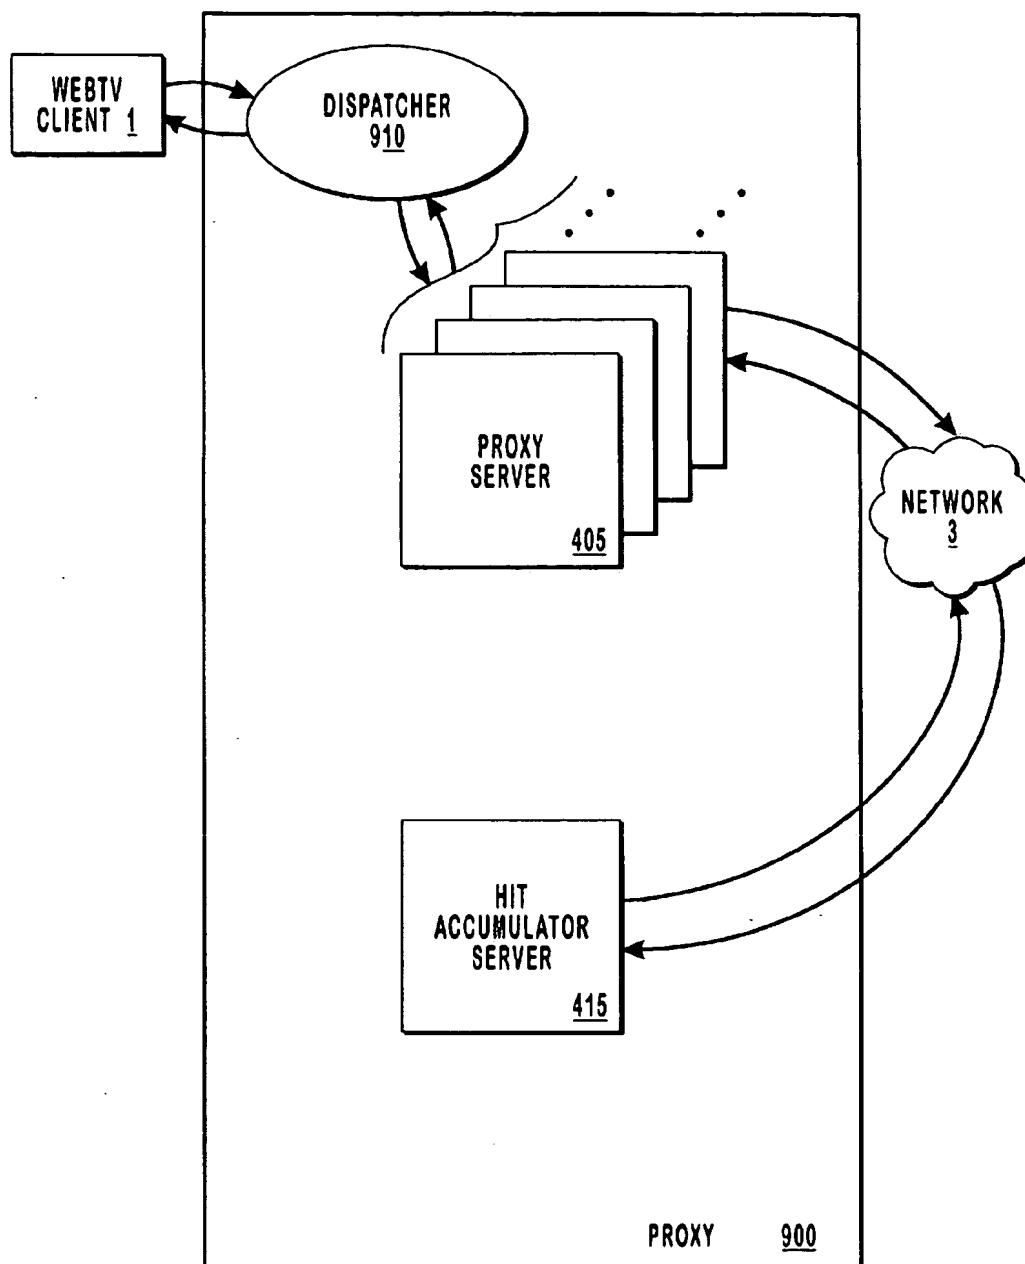 WEBTV
CLIENT 1
DISPATCHER
910
PROXY
SERVER
405
NETWORK
3
HIT
ACCUMULATOR
SERVER
415
PROXY 900